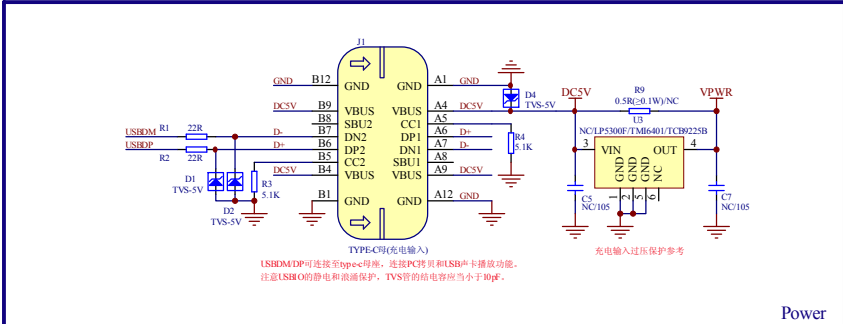 J1
GND B12 GND GND A1 GND
DC5V B9 VBUS VBUS A4 DC5V
B8 SBU2 CC1 A5
USBDM R1 22R D- B7 DN2 DP1 A6 D+
USBDP R2 22R D+ B6 DP2 DN1 A7 D-
B5 CC2 SBU1 A8
DC5V B4 VBUS VBUS A9 DC5V
B1 GND GND A12 GND
D1
TVS-5V
D2
TVS-5V
R3
5.1K
D4
TVS-5V
R4
5.1K
TYPE-C母(充电输入)
USBDM/DP可连接至type-c母座，连接PC拷贝和USB声卡播放功能。
注意USBIO的静电和浪涌保护，TVS管的结电容应当小于10pF。
DC5V R9 VPWR
0.5R(≥0.1W)/NC
U3
NC/LP5300F/TMI6401/TCB9225B
3 VIN OUT 4
GND GND GND NC
1 2 5 6
C5
NC/105
C7
NC/105
充电输入过压保护参考
Power